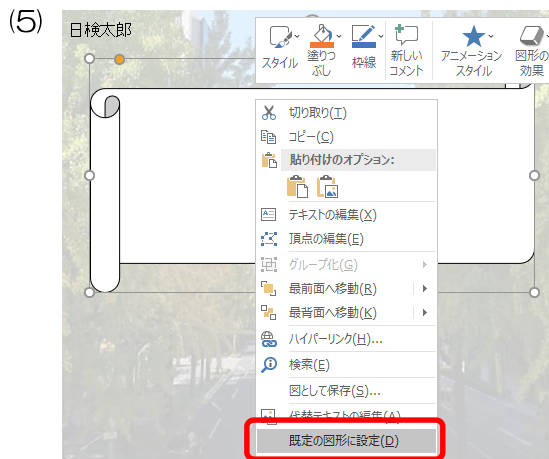 (5)
日検太郎
スタイル
塗りつ
ぶし
枠線
新しい
コメント
アニメーション
スタイル
図形の
効果
切り取り(T)
コピー(C)
貼り付けのオプション:
テキストの編集(X)
頂点の編集(E)
グループ化(G)
最前面へ移動(R)
最背面へ移動(K)
ハイパーリンク(H)...
検索(E)
図として保存(S)...
代替テキストの編集(A)...
既定の図形に設定(D)